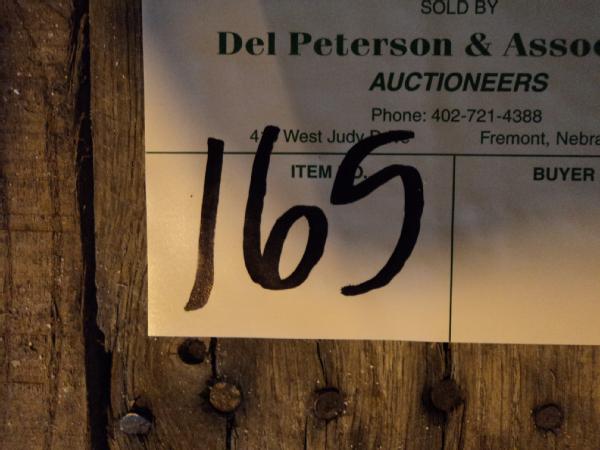 SOLD BY
Del Peterson & Assoc
AUCTIONEERS
Phone: 402-721-4388
West Judy Fremont, Nebra
ITEM BUYER
165